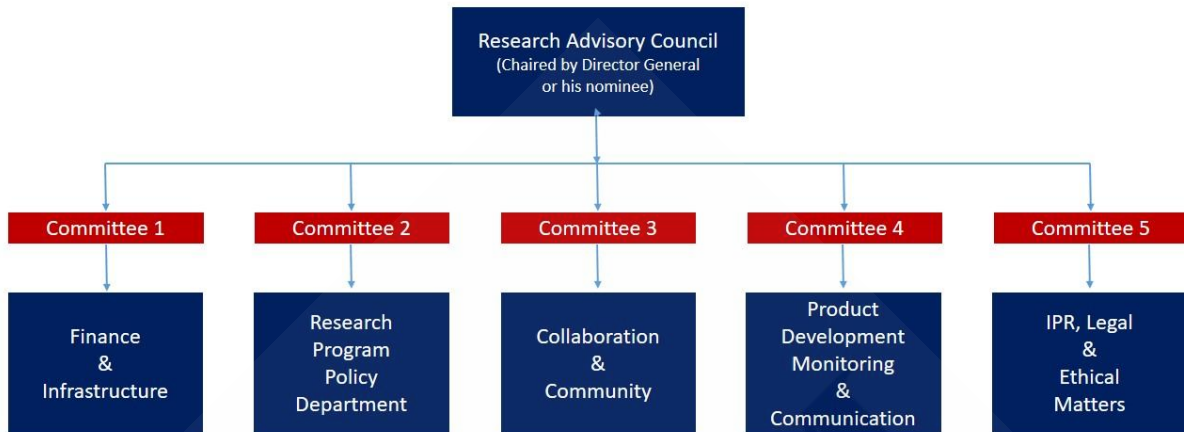 Research Advisory Council
(Chaired by Director General
or his nominee)
Committee 1
Committee 2
Committee 3
Committee 4
Committee 5
Finance
&
Infrastructure
Research
Program
Policy
Department
Collaboration
&
Community
Product
Development
Monitoring
&
Communication
IPR, Legal
&
Ethical
Matters